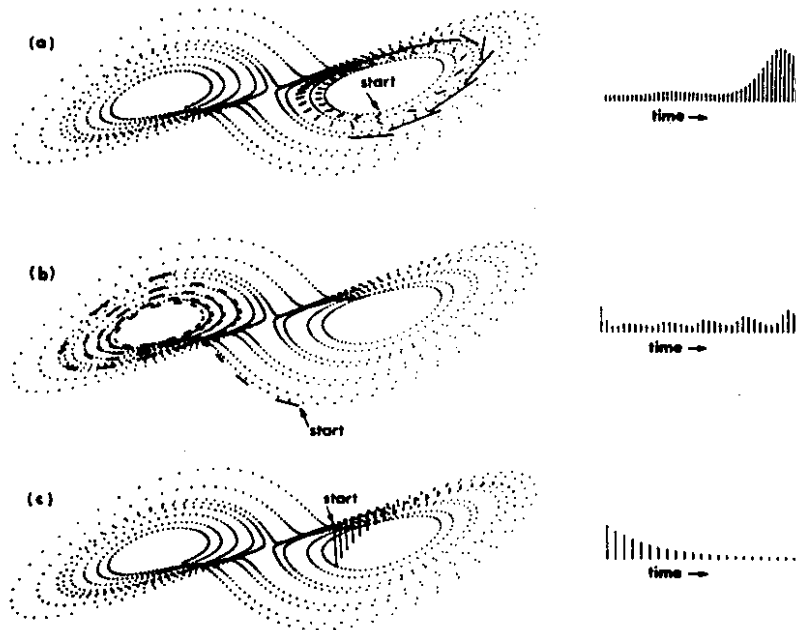 (a)
start
time →
(b)
time →
start
(c)
start
time →